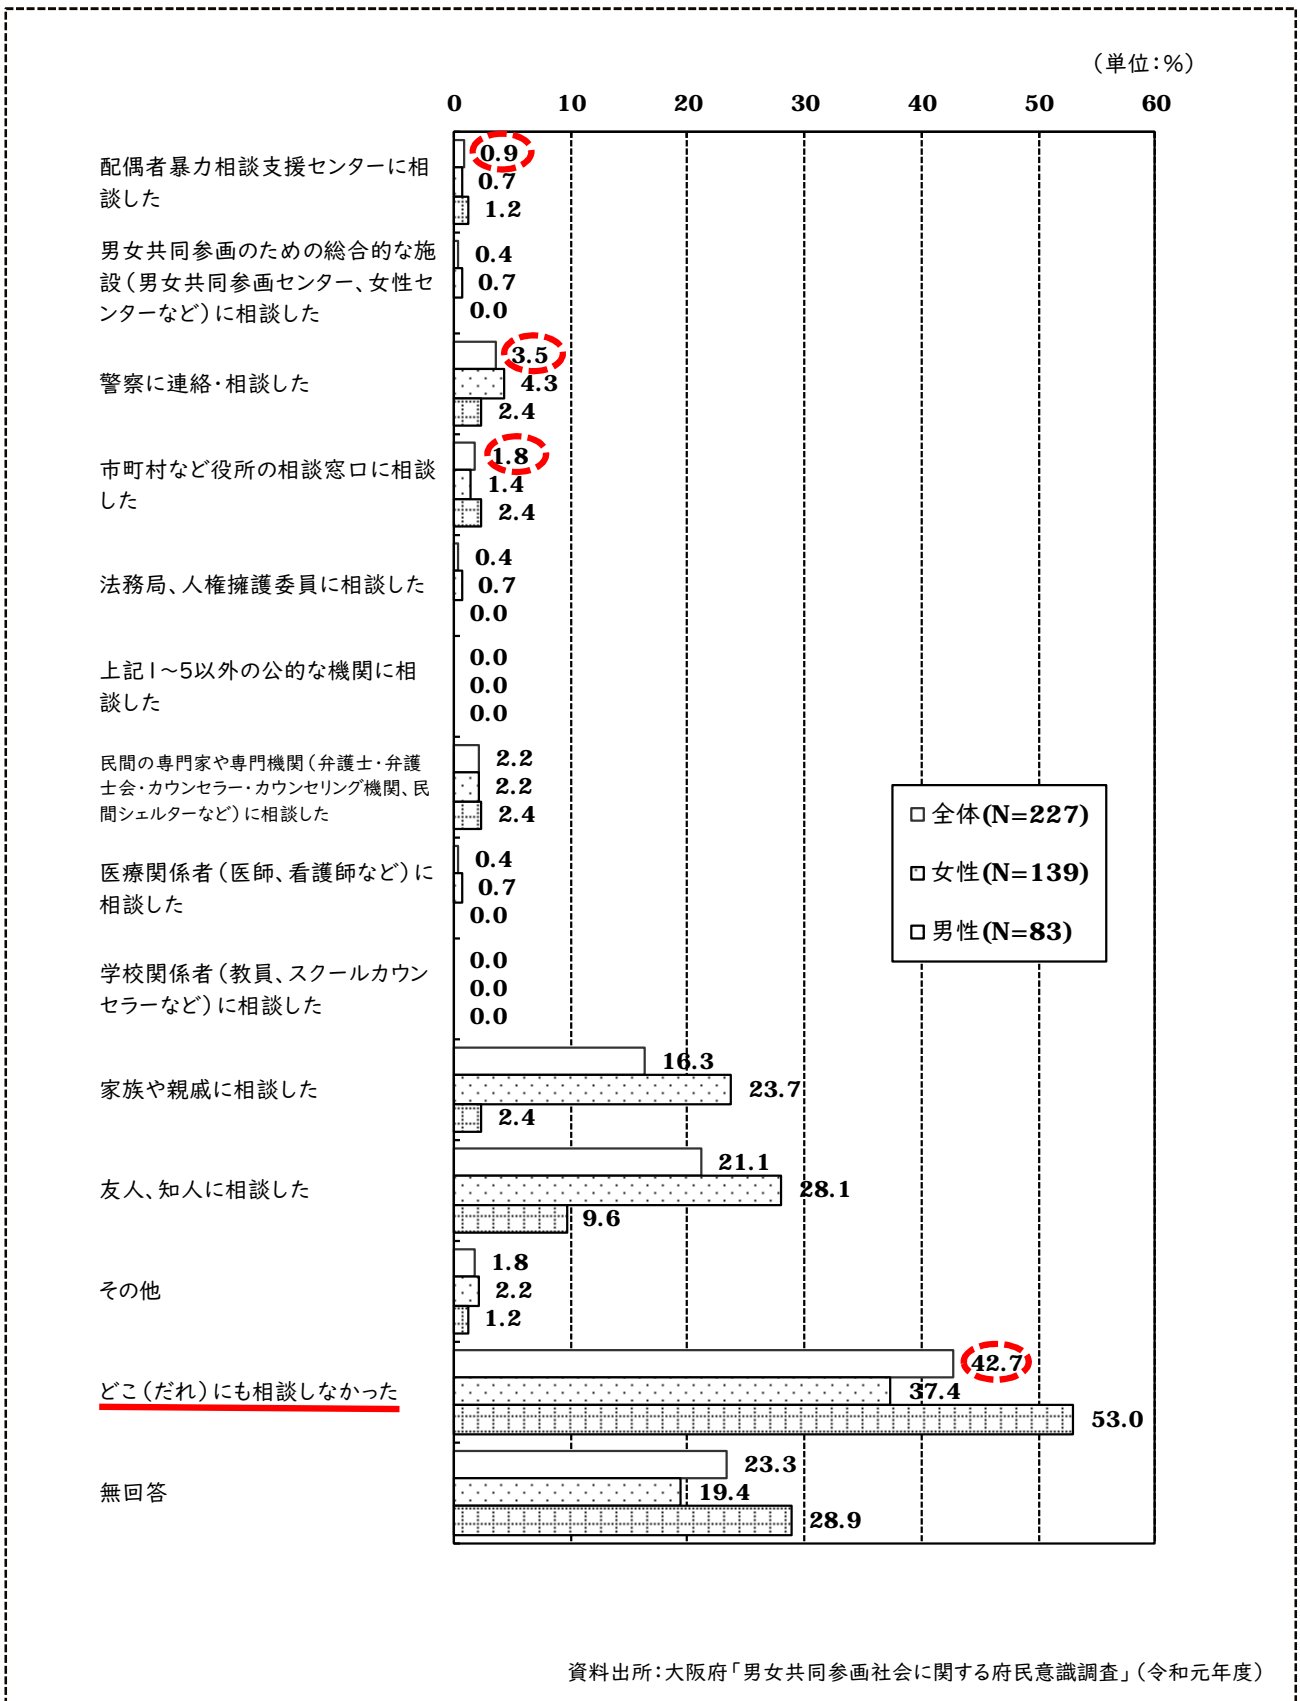 （単位：％）
0 10 20 30 40 50 60
配偶者暴力相談支援センターに相
談した
0.9
0.7
1.2
男女共同参画のための総合的な施
設（男女共同参画センター、女性セ
ンターなど）に相談した
0.4
0.7
0.0
警察に連絡・相談した
3.5
4.3
2.4
市町村など役所の相談窓口に相談
した
1.8
1.4
2.4
法務局、人権擁護委員に相談した
0.4
0.7
0.0
上記1～5以外の公的な機関に相
談した
0.0
0.0
0.0
民間の専門家や専門機関（弁護士・弁護
士会・カウンセラー・カウンセリング機関、民
間シェルターなど）に相談した
2.2
2.2
2.4
医療関係者（医師、看護師など）に
相談した
0.4
0.7
0.0
学校関係者（教員、スクールカウン
セラーなど）に相談した
0.0
0.0
0.0
家族や親戚に相談した
16.3
23.7
2.4
友人、知人に相談した
21.1
28.1
9.6
その他
1.8
2.2
1.2
どこ（だれ）にも相談しなかった
42.7
37.4
53.0
無回答
23.3
19.4
28.9
全体(N=227)
女性(N=139)
男性(N=83)
資料出所：大阪府「男女共同参画社会に関する府民意識調査」（令和元年度）